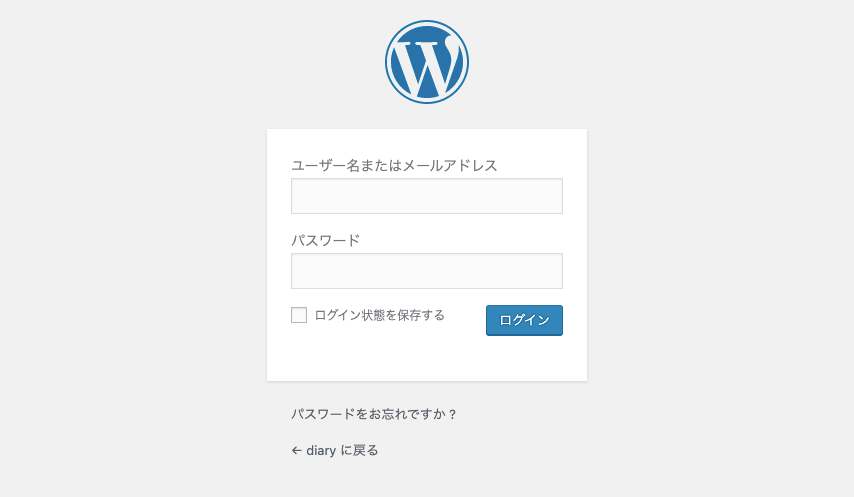 ユーザー名またはメールアドレス
パスワード
ログイン状態を保存する
ログイン
パスワードをお忘れですか ?
← diary に戻る